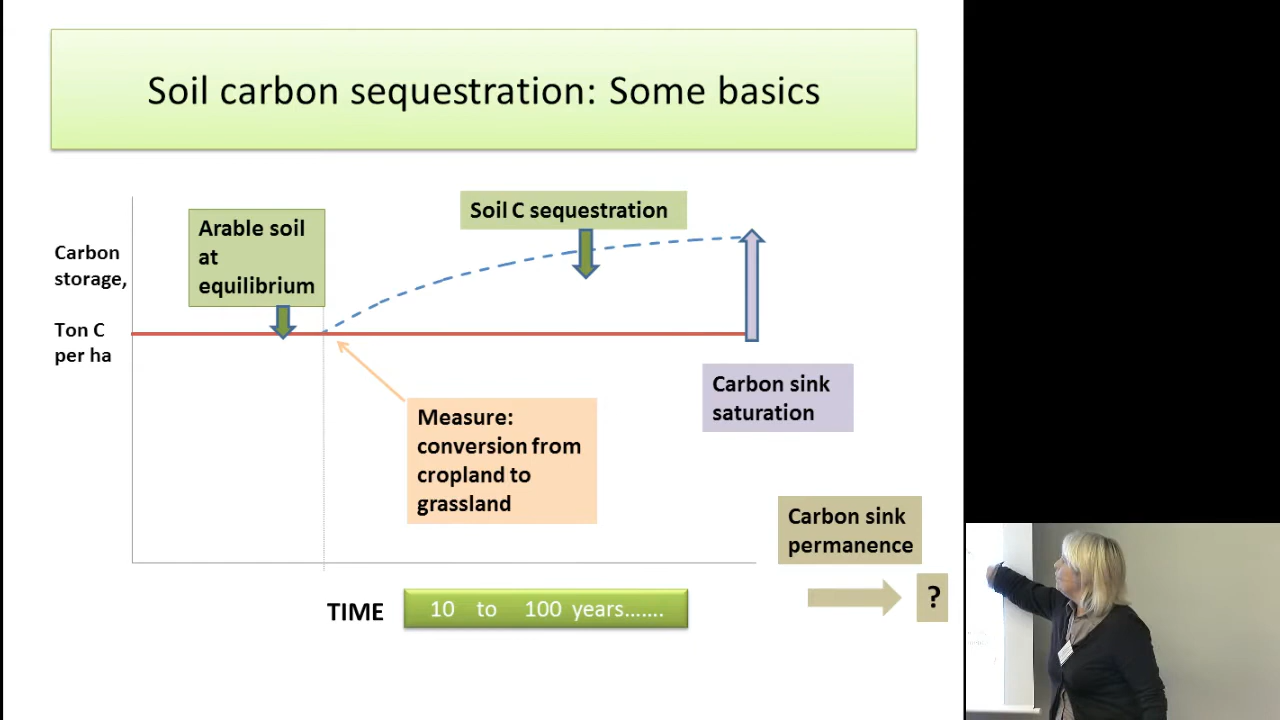 Soil carbon sequestration: Some basics
Soil C sequestration
Arable soil
at
equilibrium
Carbon
storage,
Ton C
per ha
Carbon sink
saturation
Measure:
conversion from
cropland to
grassland
Carbon sink
permanence
?
TIME
10 to 100 years.......